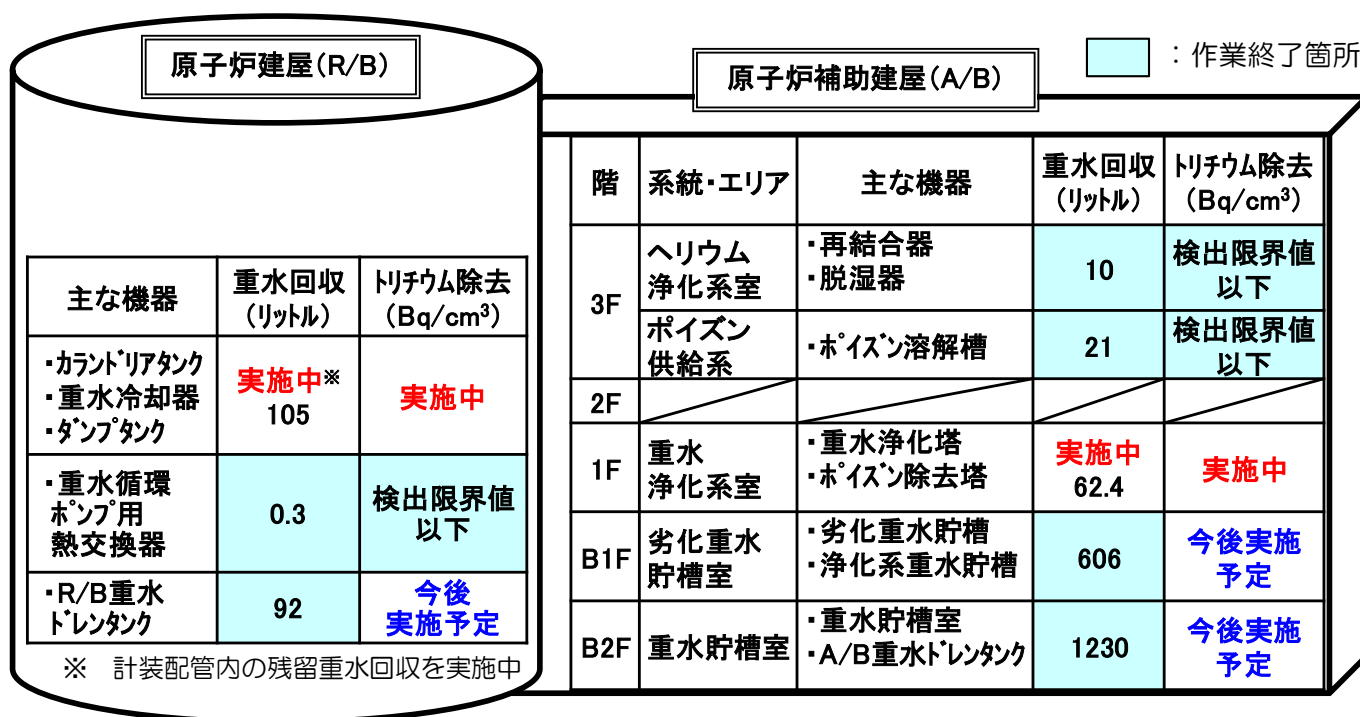 原子炉建屋(R/B)
主な機器
重水回収
(リットル)
トリチウム除去
(Bq/cm³)
・カランドリアタンク
・重水冷却器
・ダンプタンク
実施中※
105
実施中
・重水循環
ポンプ用
熱交換器
0.3
検出限界値
以下
・R/B重水
ドレンタンク
92
今後
実施予定
※ 計装配管内の残留重水回収を実施中
原子炉補助建屋(A/B)
：作業終了箇所
階
系統・エリア
主な機器
重水回収
(リットル)
トリチウム除去
(Bq/cm³)
3F
ヘリウム
浄化系室
・再結合器
・脱湿器
10
検出限界値
以下
ポイズン
供給系
・ポイズン溶解槽
21
検出限界値
以下
2F
1F
重水
浄化系室
・重水浄化塔
・ポイズン除去塔
実施中
62.4
実施中
B1F
劣化重水
貯槽室
・劣化重水貯槽
・浄化系重水貯槽
606
今後実施
予定
B2F
重水貯槽室
・重水貯槽室
・A/B重水ドレンタンク
1230
今後実施
予定